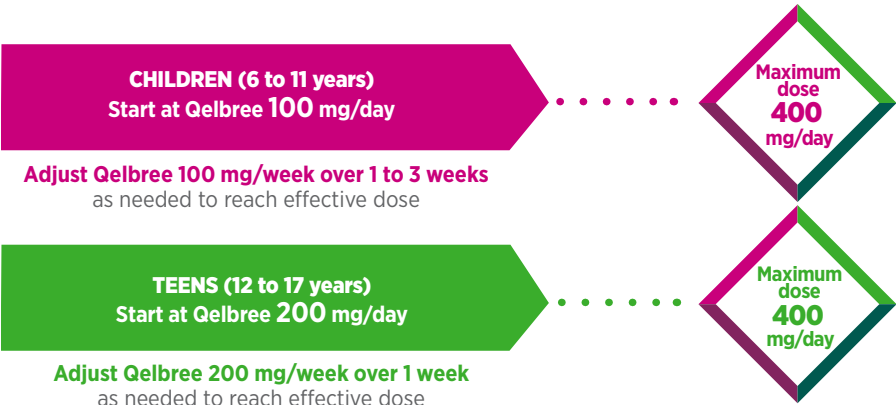 CHILDREN (6 to 11 years)
Start at Qelbree 100 mg/day
Maximum
dose
400
mg/day
Adjust Qelbree 100 mg/week over 1 to 3 weeks
as needed to reach effective dose
TEENS (12 to 17 years)
Start at Qelbree 200 mg/day
Maximum
dose
400
mg/day
Adjust Qelbree 200 mg/week over 1 week
as needed to reach effective dose